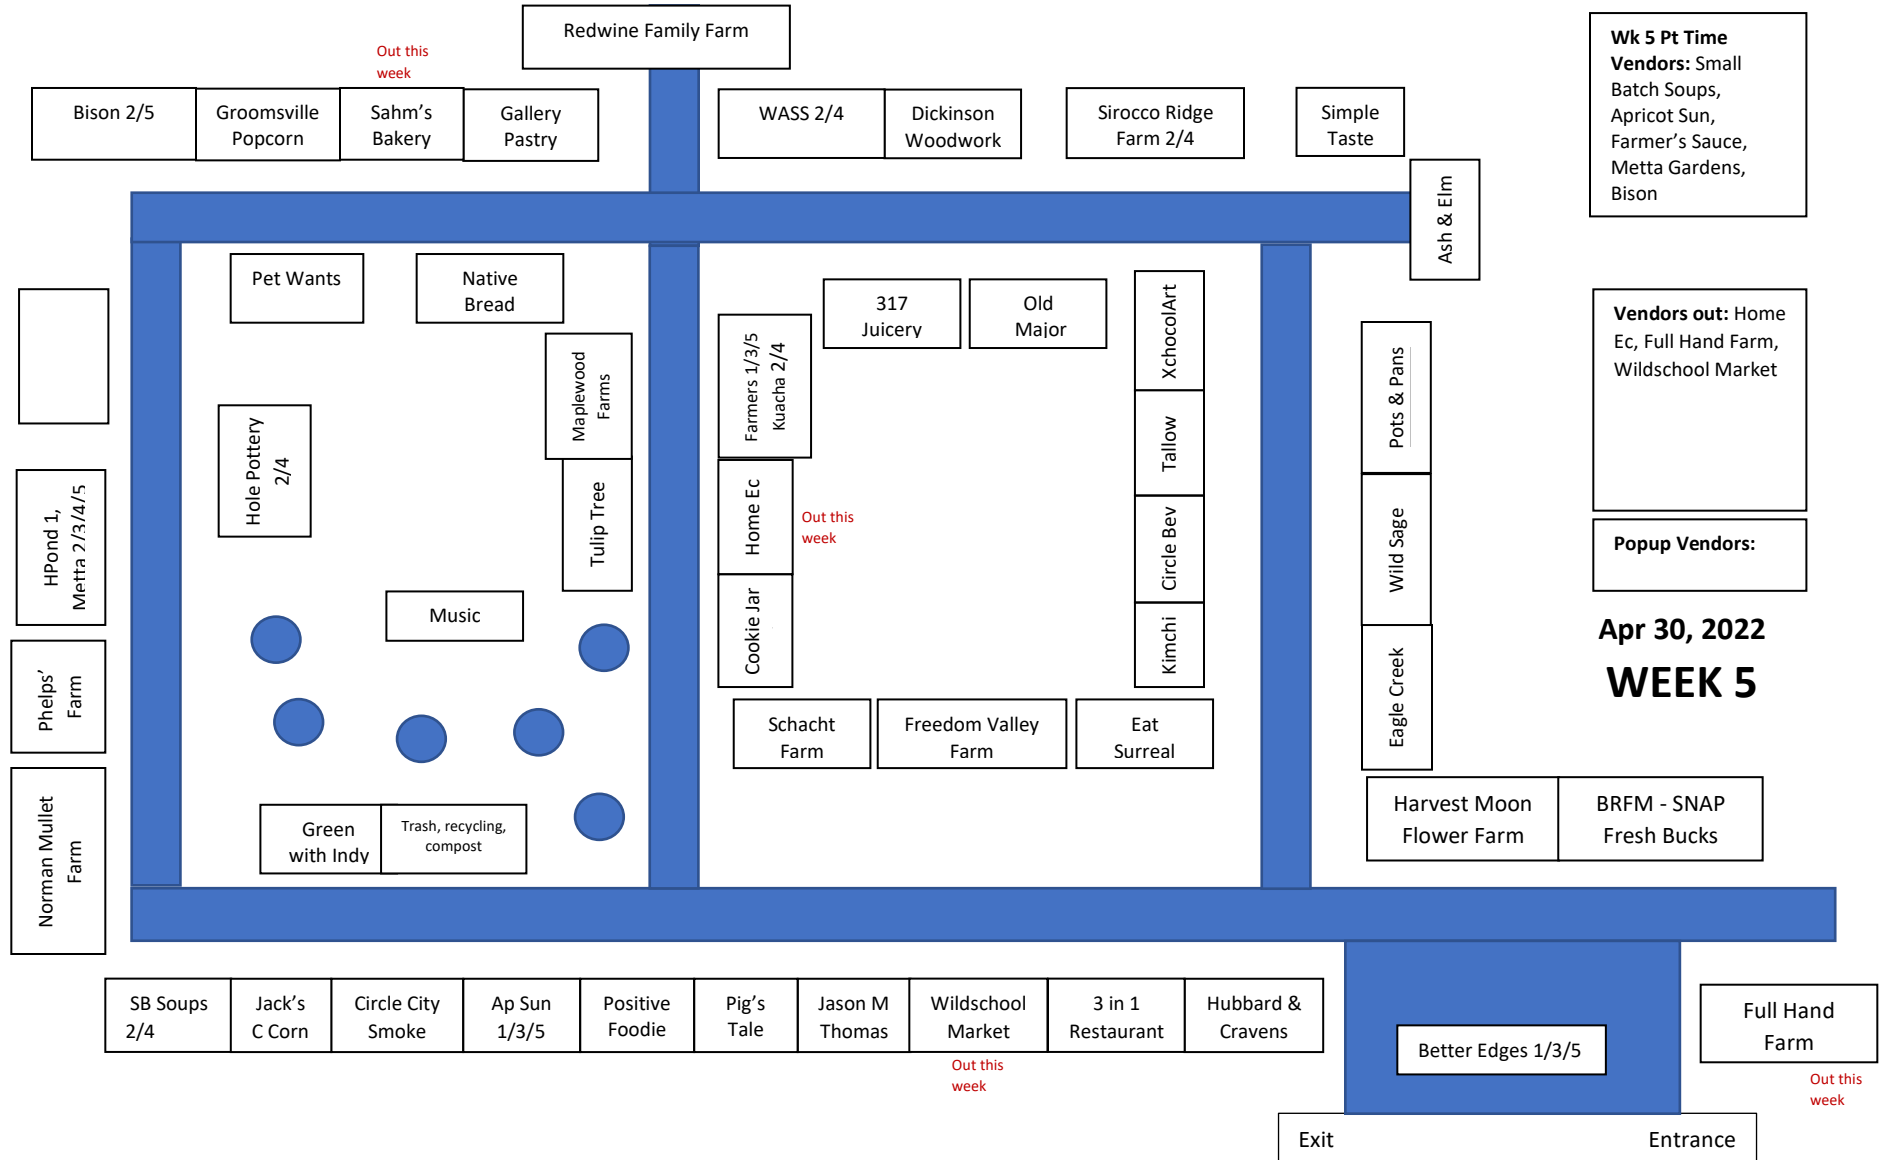 Redwine Family Farm
Out this
week
Bison 2/5
Groomsville
Popcorn
Sahm's
Bakery
Gallery
Pastry
WASS 2/4
Dickinson
Woodwork
Sirocco Ridge
Farm 2/4
Simple
Taste
Ash & Elm
Wk 5 Pt Time
Vendors: Small
Batch Soups,
Apricot Sun,
Farmer's Sauce,
Metta Gardens,
Bison
Pet Wants
Native
Bread
317
Juicery
Old
Major
XchocolArt
Vendors out: Home
Ec, Full Hand Farm,
Wildschool Market
Maplewood
Farms
Farmers 1/3/5
Kuacha 2/4
Pots & Pans
Hole Pottery
2/4
Tallow
HPond 1,
Metta 2/3/4/5
Tulip Tree
Home Ec
Out this
week
Circle Bev
Wild Sage
Popup Vendors:
Music
Cookie Jar
Kimchi
Apr 30, 2022
WEEK 5
Phelps'
Farm
Eagle Creek
Schacht
Farm
Freedom Valley
Farm
Eat
Surreal
Norman Mullet
Farm
Green
with Indy
Trash, recycling,
compost
Harvest Moon
Flower Farm
BRFM - SNAP
Fresh Bucks
SB Soups
2/4
Jack's
C Corn
Circle City
Smoke
Ap Sun
1/3/5
Positive
Foodie
Pig's
Tale
Jason M
Thomas
Wildschool
Market
3 in 1
Restaurant
Hubbard &
Cravens
Out this
week
Better Edges 1/3/5
Full Hand
Farm
Out this
week
Exit
Entrance